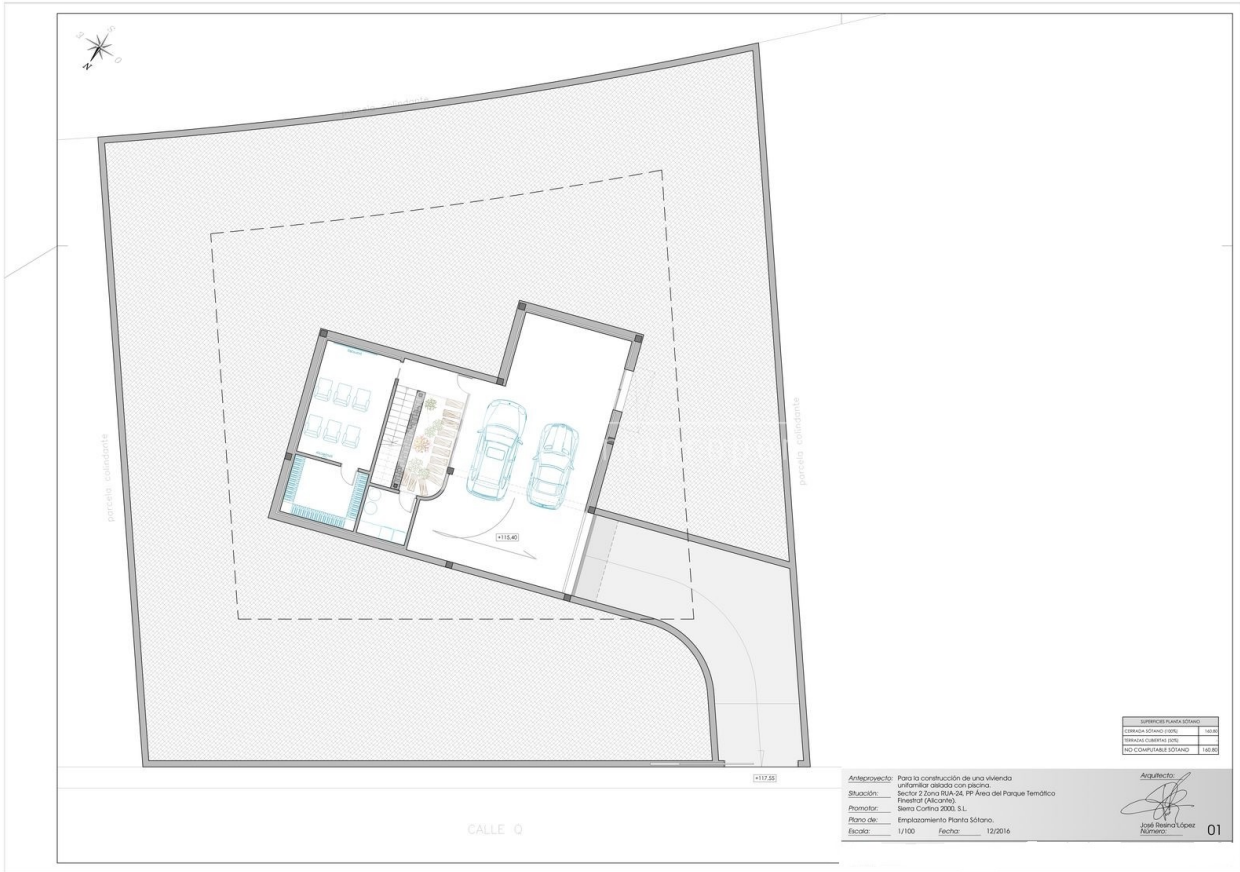 S
E
O
N
parcela colindante
parcela colindante
parcela colindante
+115,40
+117,55
CALLE Q
SUPERFICIES PLANTA SÓTANO
CERRADA SÓTANO (100%) 160,80
TERRAZAS CUBIERTAS (50%)
NO COMPUTABLE SÓTANO 160,80
Anteproyecto: Para la construcción de una vivienda
unifamiliar aislada con piscina.
Situación: Sector 2 Zona RUA-24, PP Área del Parque Temático
Finestrat (Alicante).
Promotor: Sierra Cortina 2000, S.L.
Plano de: Emplazamiento Planta Sótano.
Escala: 1/100 Fecha: 12/2016
Arquitecto:
José Resina López
Número: 01